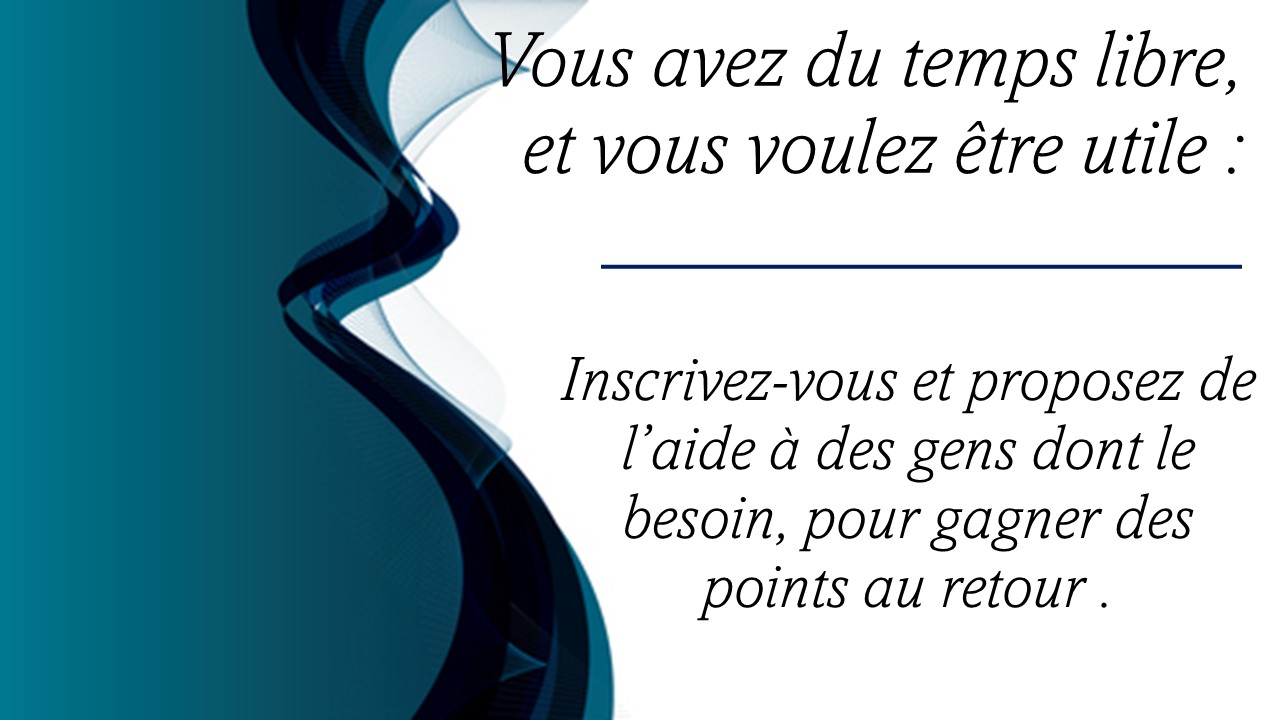 Vous avez du temps libre,
et vous voulez être utile :
Inscrivez-vous et proposez de
l’aide à des gens dont le
besoin, pour gagner des
points au retour .